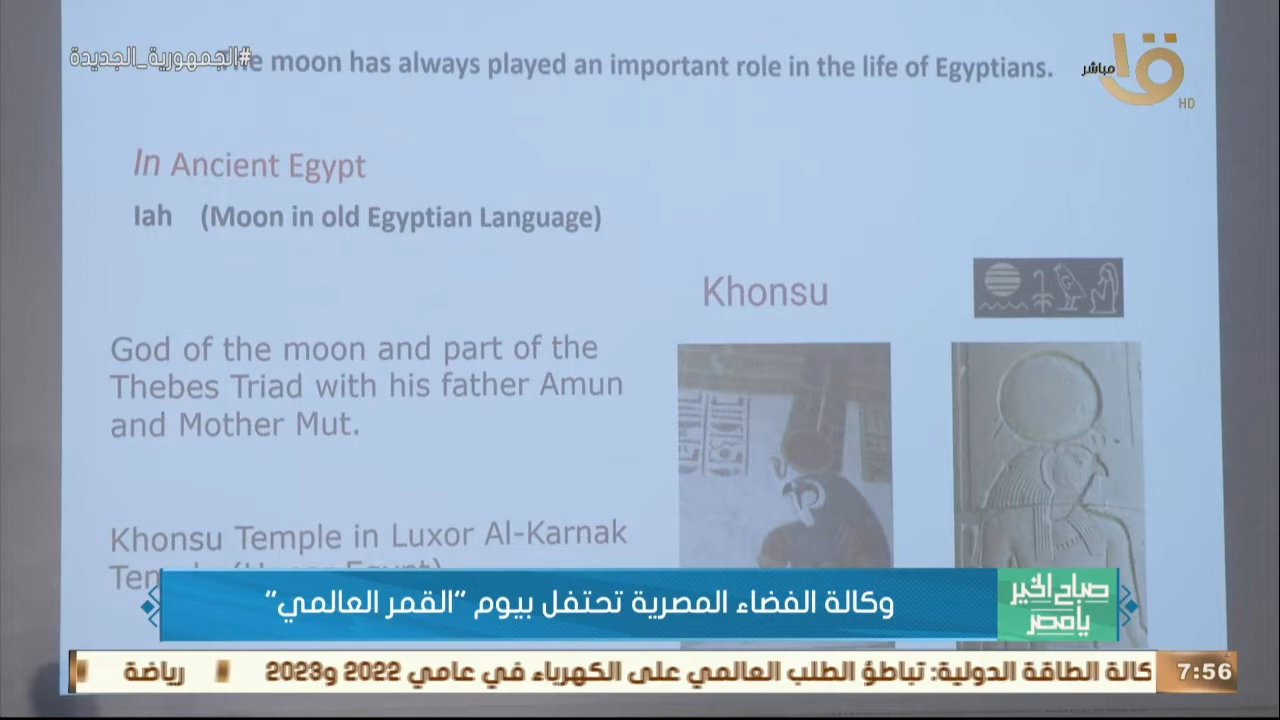 #الجمهورية_الجديدة
The moon has always played an important role in the life of Egyptians.
مباشر
HD
In Ancient Egypt
Iah (Moon in old Egyptian Language)
Khonsu
God of the moon and part of the
Thebes Triad with his father Amun
and Mother Mut.
Khonsu Temple in Luxor Al-Karnak
صباح الخير
يا مصر
وكالة الفضاء المصرية تحتفل بيوم "القمر العالمي"
7:56
كالة الطاقة الدولية: تباطؤ الطلب العالمي على الكهرباء في عامي 2022 و2023 رياضة